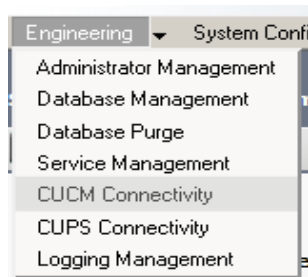 Engineering System Confi
Administrator Management
Database Management
Database Purge
Service Management
CUCM Connectivity
CUPS Connectivity
Logging Management